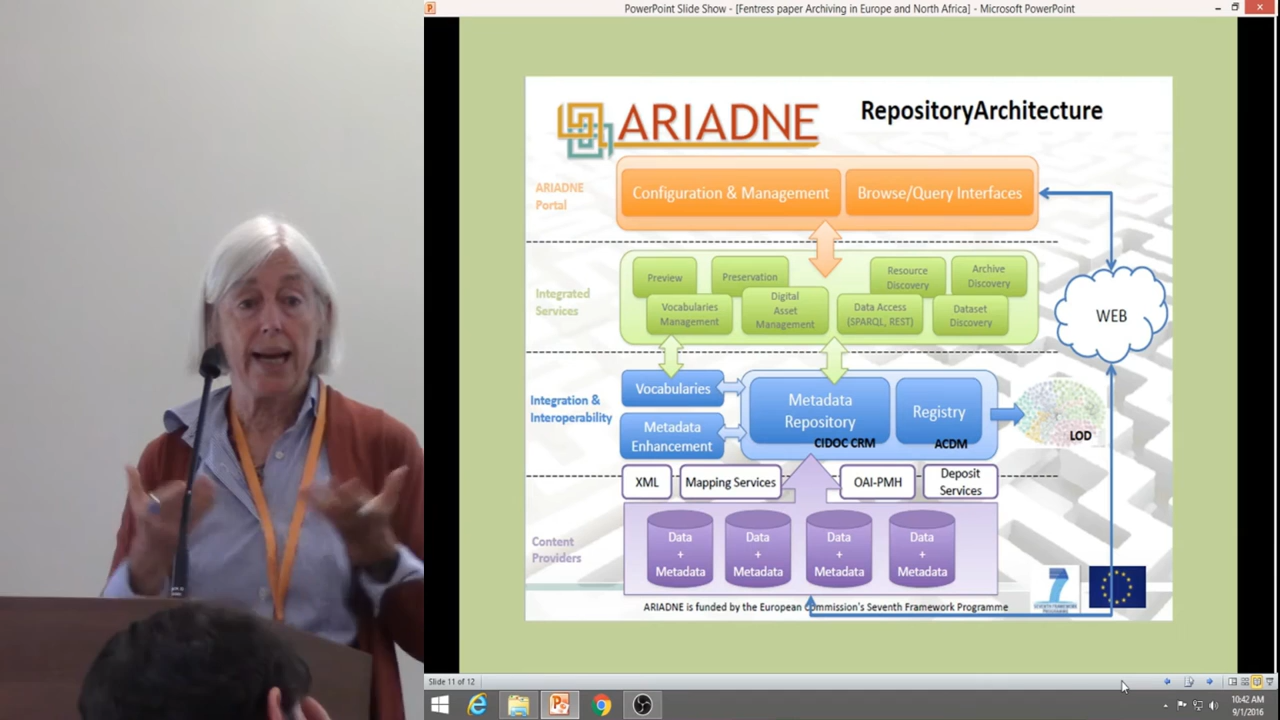 PowerPoint Slide Show - [Fentress paper Archiving in Europe and North Africa] - Microsoft PowerPoint
ARIADNE
RepositoryArchitecture
ARIADNE
Portal
Configuration & Management
Browse/Query Interfaces
Integrated
Services
Preview
Preservation
Resource
Discovery
Archive
Discovery
Vocabularies
Management
Digital
Asset
Management
Data Access
(SPARQL, REST)
Dataset
Discovery
WEB
Integration &
Interoperability
Vocabularies
Metadata
Enhancement
Metadata
Repository
CIDOC CRM
Registry
ACDM
LOD
XML
Mapping Services
OAI-PMH
Deposit
Services
Content
Providers
Data
+
Metadata
Data
+
Metadata
Data
+
Metadata
Data
+
Metadata
SEVENTH FRAMEWORK
PROGRAMME
ARIADNE is funded by the European Commission's Seventh Framework Programme
Slide 11 of 12
10:42 AM
9/1/2016